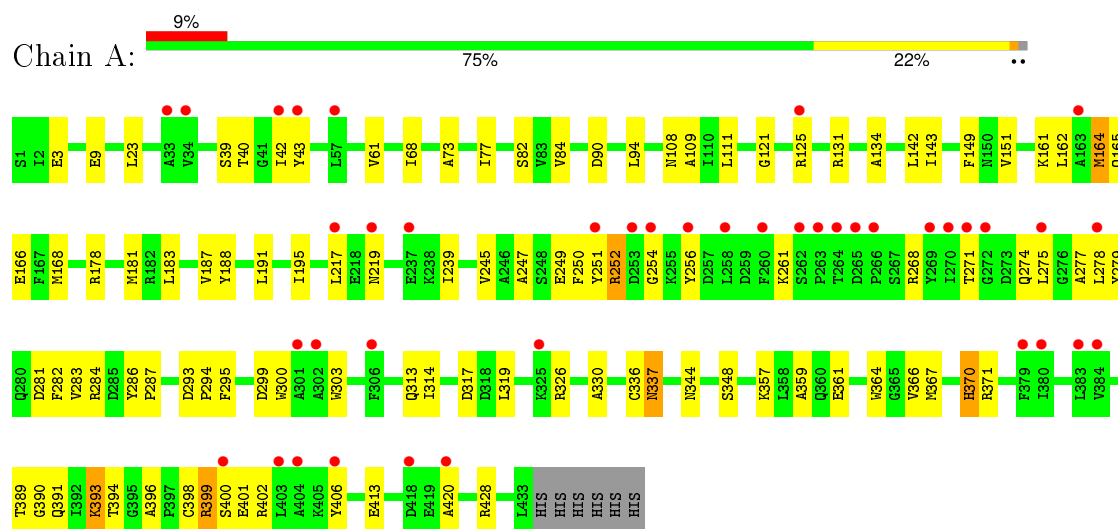 9%
Chain A:
75% 22% ••
S1 I2 E3 E9 L23 A33 V34 S39 T40 G41 I42 Y43 L57 V61 I68 A73 I77 S82 V83 V84 D90 L94 N108 A109 I110 L111 G121 R125 R131 A134 L142 I143 F149 N150 V151 K161 L162 A163 M164 Q165
E166 F167 M168 R178 M181 R182 L183 V187 Y188 L191 I195 L217 E218 N219 E237 K238 I239 V245 A246 A247 S248 E249 F250 Y251 R252 D253 G254 K255 Y256 D257 L258 D259 F260 K261 S262 P263 T264 D265 P266 S267 R268 Y269 I270 T271 G272 D273 Q274 L275 G276 A277 L278 Y279
Q280 D281 F282 V283 R284 D285 Y286 P287 D293 P294 F295 D299 W300 A301 A302 W303 F306 Q313 I314 D317 D318 L319 K325 R326 A330 C336 N337 N344 S348 K357 L358 A359 Q360 E361 W364 G365 V366 M367 H370 R371 F379 I380 L383 V384
T389 G390 Q391 I392 K393 T394 G395 A396 P397 C398 R399 S400 E401 R402 L403 A404 K405 Y406 E413 D418 E419 A420 R428 L433 HIS HIS HIS HIS HIS HIS